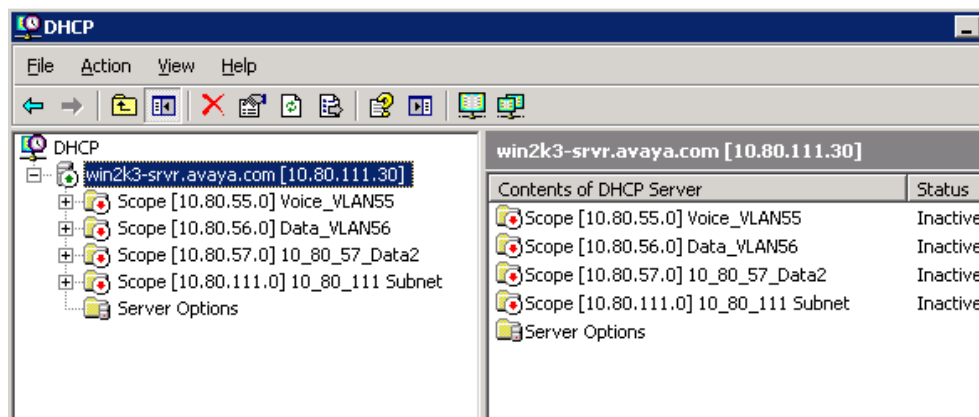 DHCP
File Action View Help
DHCP
win2k3-srvr.avaya.com [10.80.111.30]
Scope [10.80.55.0] Voice_VLAN55
Scope [10.80.56.0] Data_VLAN56
Scope [10.80.57.0] 10_80_57_Data2
Scope [10.80.111.0] 10_80_111 Subnet
Server Options
win2k3-srvr.avaya.com [10.80.111.30]
Contents of DHCP Server Status
Scope [10.80.55.0] Voice_VLAN55 Inactive
Scope [10.80.56.0] Data_VLAN56 Inactive
Scope [10.80.57.0] 10_80_57_Data2 Inactive
Scope [10.80.111.0] 10_80_111 Subnet Inactive
Server Options